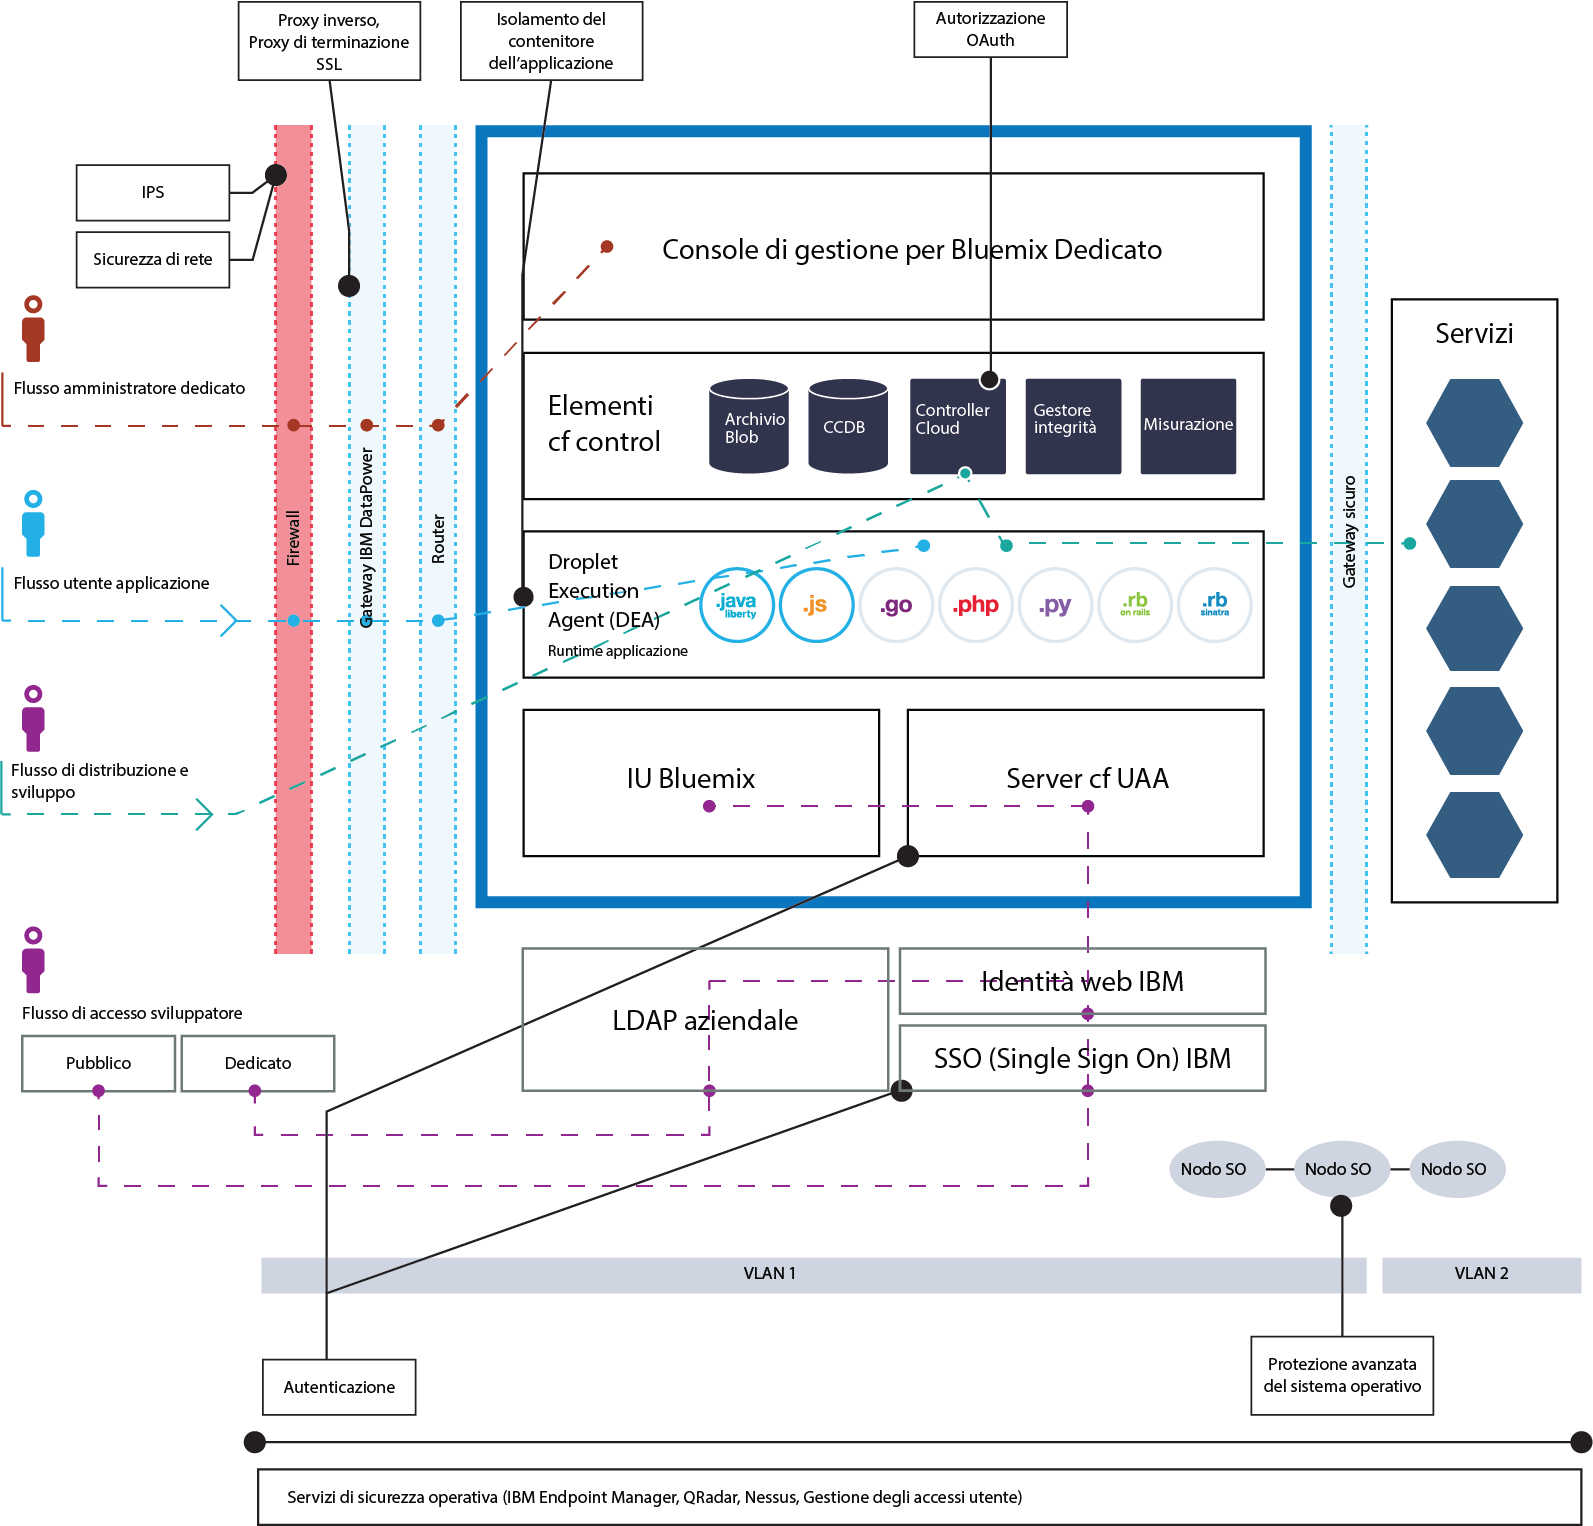 Proxy inverso,
Proxy di terminazione
SSL
Isolamento del
contenitore
dell'applicazione
Autorizzazione
OAuth
IPS
Sicurezza di rete
Flusso amministratore dedicato
Flusso utente applicazione
Flusso di distribuzione e
sviluppo
Flusso di accesso sviluppatore
Pubblico
Dedicato
Firewall
Gateway IBM DataPower
Router
Console di gestione per Bluemix Dedicato
Elementi
cf control
Archivio
Blob
CCDB
Controller
Cloud
Gestore
integrità
Misurazione
Droplet
Execution
Agent (DEA)
Runtime applicazione
.java
liberty
.js
.go
.php
.py
.rb
on rails
.rb
sinatra
IU Bluemix
Server cf UAA
Gateway sicuro
Servizi
LDAP aziendale
Identità web IBM
SSO (Single Sign On) IBM
Nodo SO
Nodo SO
Nodo SO
VLAN 1
VLAN 2
Autenticazione
Protezione avanzata
del sistema operativo
Servizi di sicurezza operativa (IBM Endpoint Manager, QRadar, Nessus, Gestione degli accessi utente)